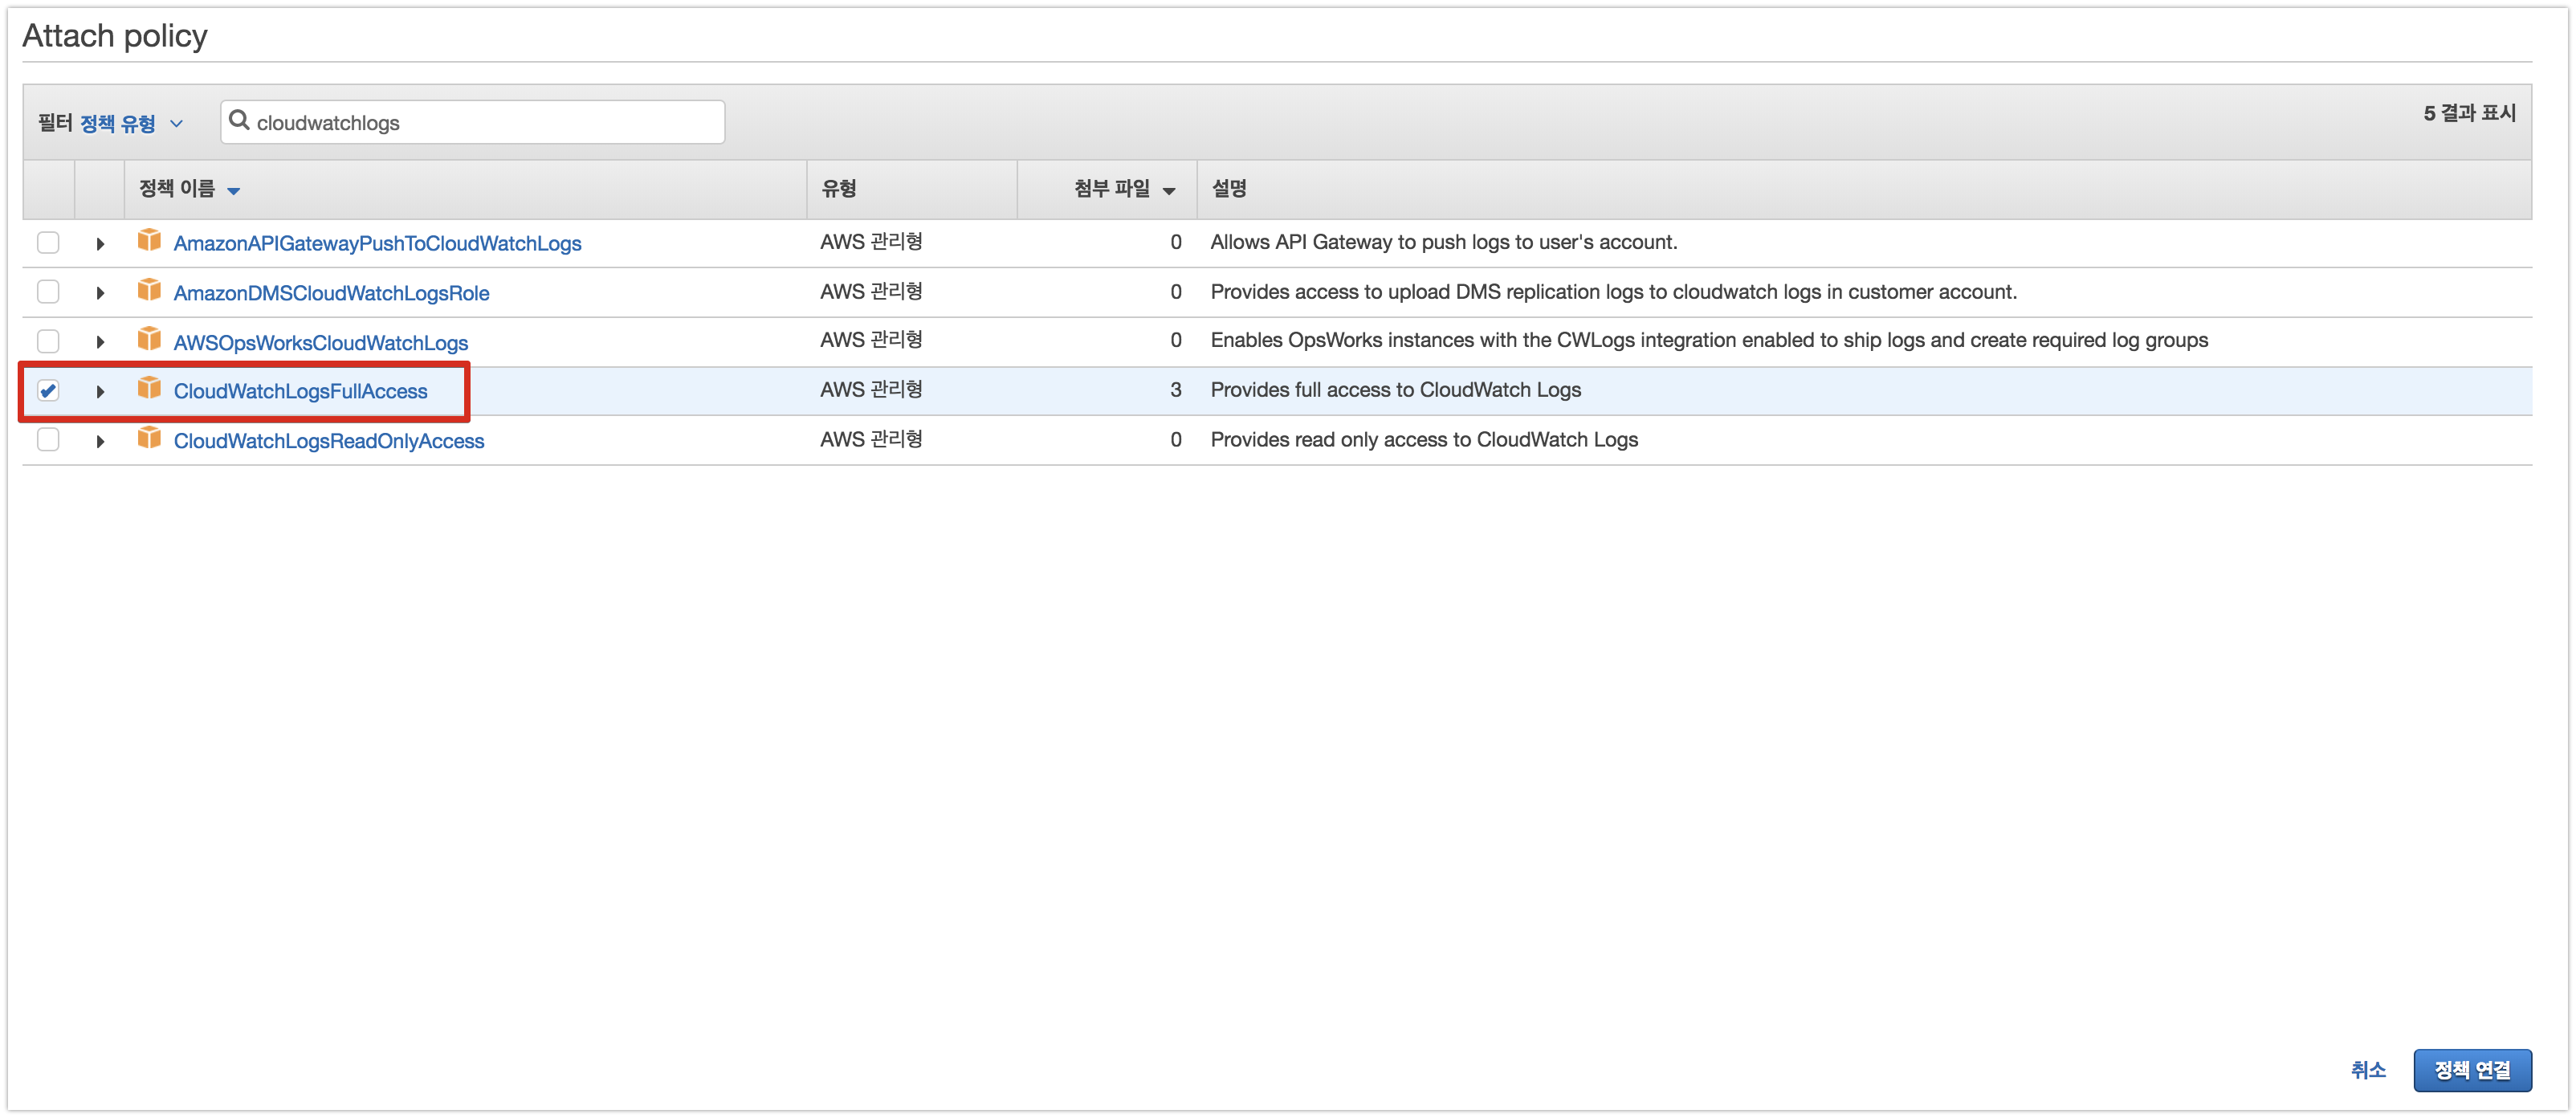 Attach policy
필터 정책 유형 cloudwatchlogs 5 결과 표시
정책 이름 유형 첨부 파일 설명
AmazonAPIGatewayPushToCloudWatchLogs AWS 관리형 0 Allows API Gateway to push logs to user's account.
AmazonDMSCloudWatchLogsRole AWS 관리형 0 Provides access to upload DMS replication logs to cloudwatch logs in customer account.
AWSOpsWorksCloudWatchLogs AWS 관리형 0 Enables OpsWorks instances with the CWLogs integration enabled to ship logs and create required log groups
CloudWatchLogsFullAccess AWS 관리형 3 Provides full access to CloudWatch Logs
CloudWatchLogsReadOnlyAccess AWS 관리형 0 Provides read only access to CloudWatch Logs
취소 정책 연결